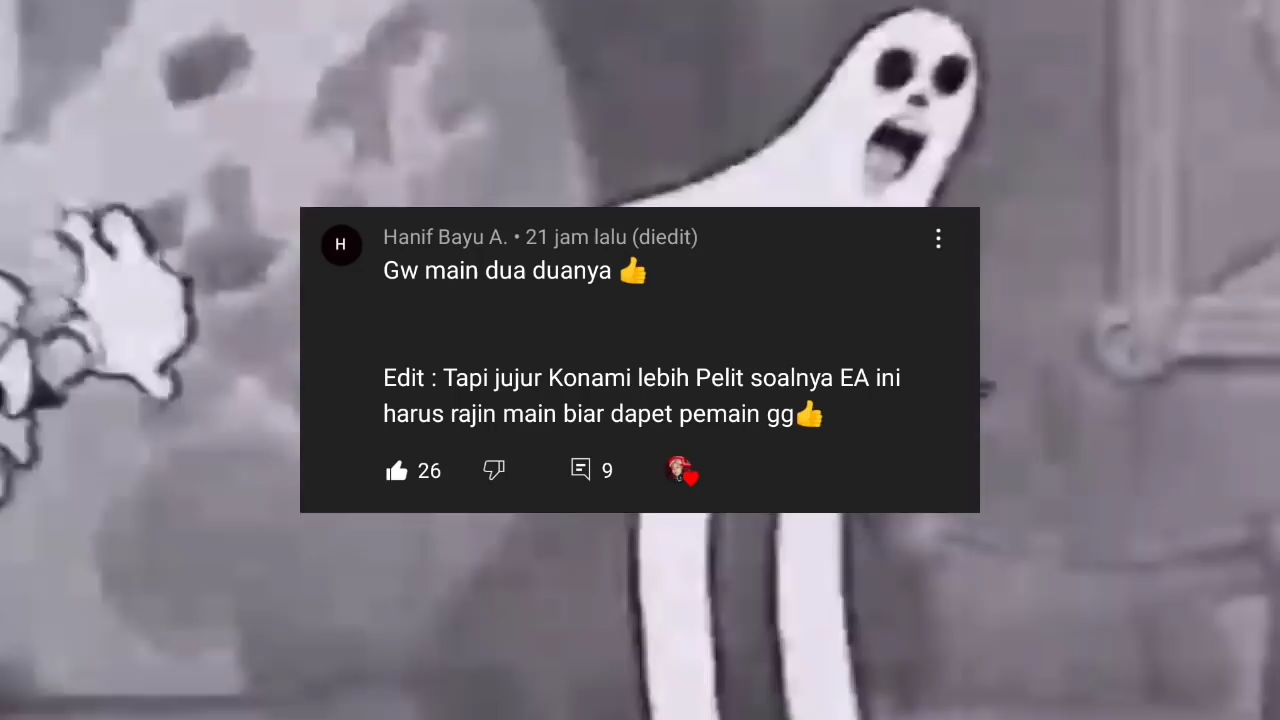 H
Hanif Bayu A. • 21 jam lalu (diedit)
Gw main dua duanya 👍
Edit : Tapi jujur Konami lebih Pelit soalnya EA ini
harus rajin main biar dapet pemain gg👍
26
9